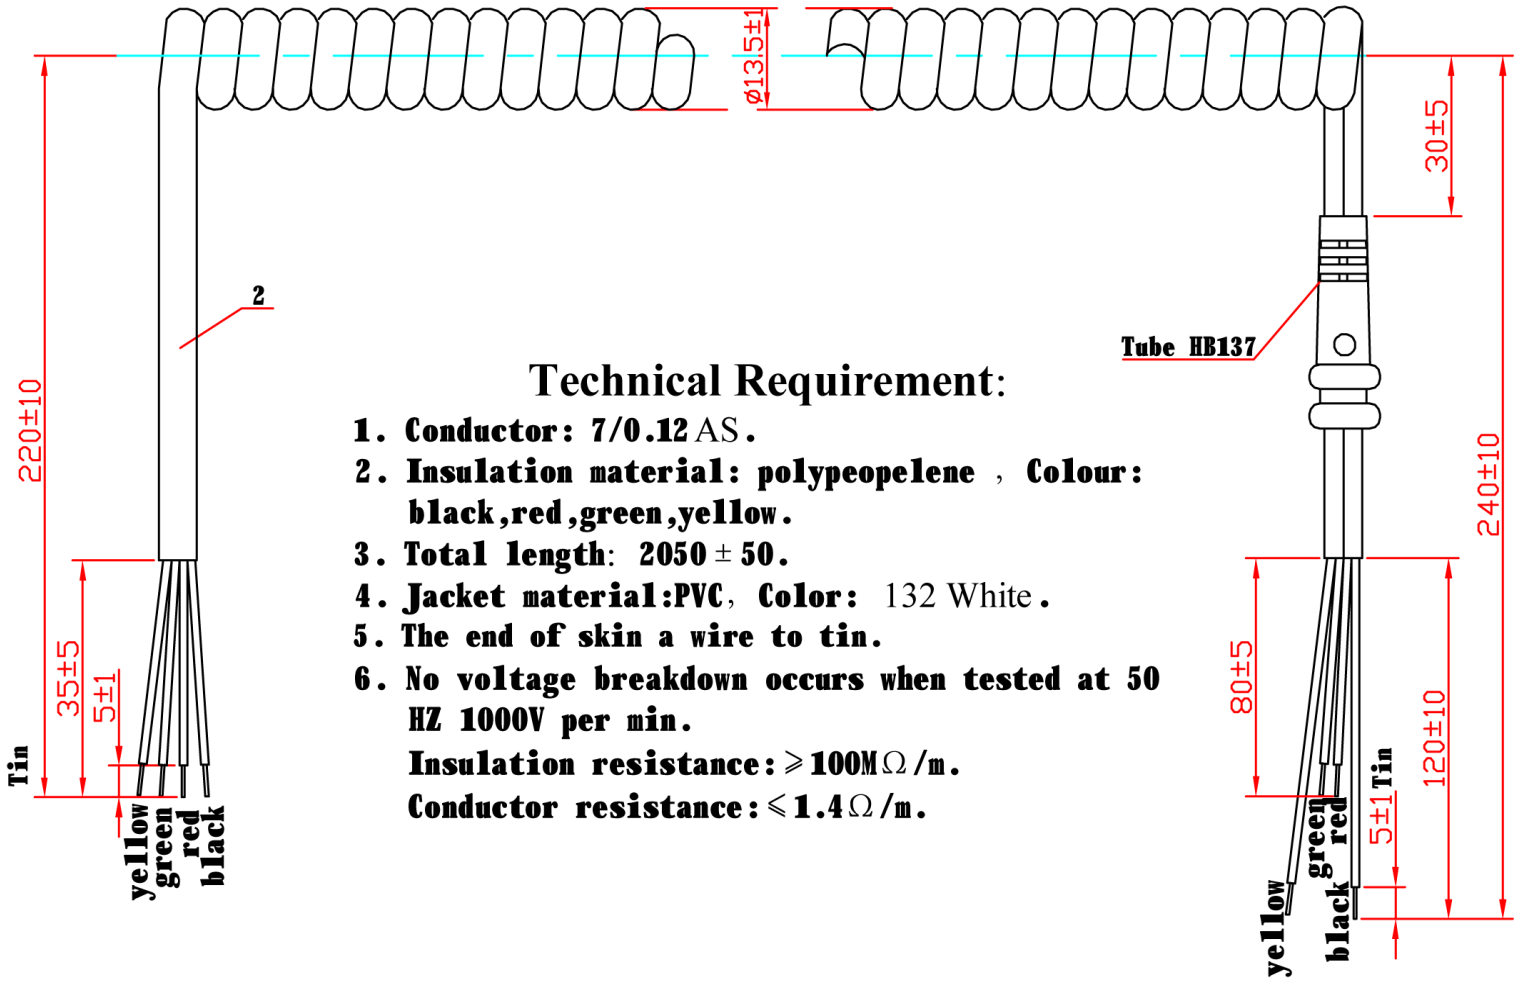 ø13.5±1
30±5
2
Tube HB137
220±10
240±10
Technical Requirement:
1. Conductor: 7/0.12 AS.
2. Insulation material: polypeopelene , Colour:
black,red,green,yellow.
3. Total length: 2050±50.
4. Jacket material:PVC, Color: 132 White.
5. The end of skin a wire to tin.
6. No voltage breakdown occurs when tested at 50
HZ 1000V per min.
Insulation resistance:⩾100MΩ/m.
Conductor resistance:⩽1.4Ω/m.
35±5
5±1
Tin
yellow
green
red
black
80±5
120±10
Tin
5±1
green
red
yellow
black